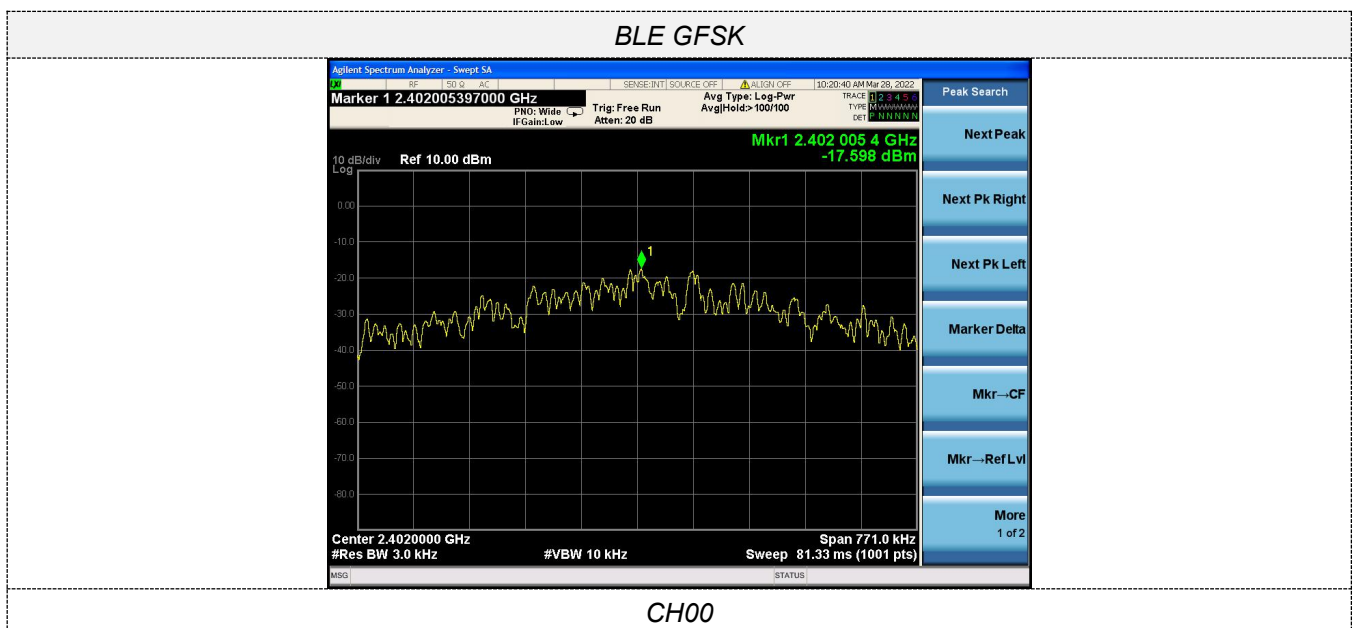 BLE GFSK
Agilent Spectrum Analyzer - Swept SA
RF 50 Ω AC SENSE:INT SOURCE OFF ALIGN OFF 10:20:40 AM Mar 28, 2022
Marker 1 2.402005397000 GHz Avg Type: Log-Pwr TRACE 1 2 3 4 5 6
PNO: Wide Trig: Free Run Avg|Hold:>100/100 TYPE M
IFGain:Low Atten: 20 dB DET P N N N N N
Peak Search
Mkr1 2.402 005 4 GHz
-17.598 dBm
10 dB/div Ref 10.00 dBm
Log
0.00
-10.0
1
-20.0
-30.0
-40.0
-50.0
-60.0
-70.0
-80.0
Center 2.4020000 GHz Span 771.0 kHz
#Res BW 3.0 kHz #VBW 10 kHz Sweep 81.33 ms (1001 pts)
MSG STATUS
Next Peak
Next Pk Right
Next Pk Left
Marker Delta
Mkr→CF
Mkr→Ref Lvl
More
1 of 2
CH00